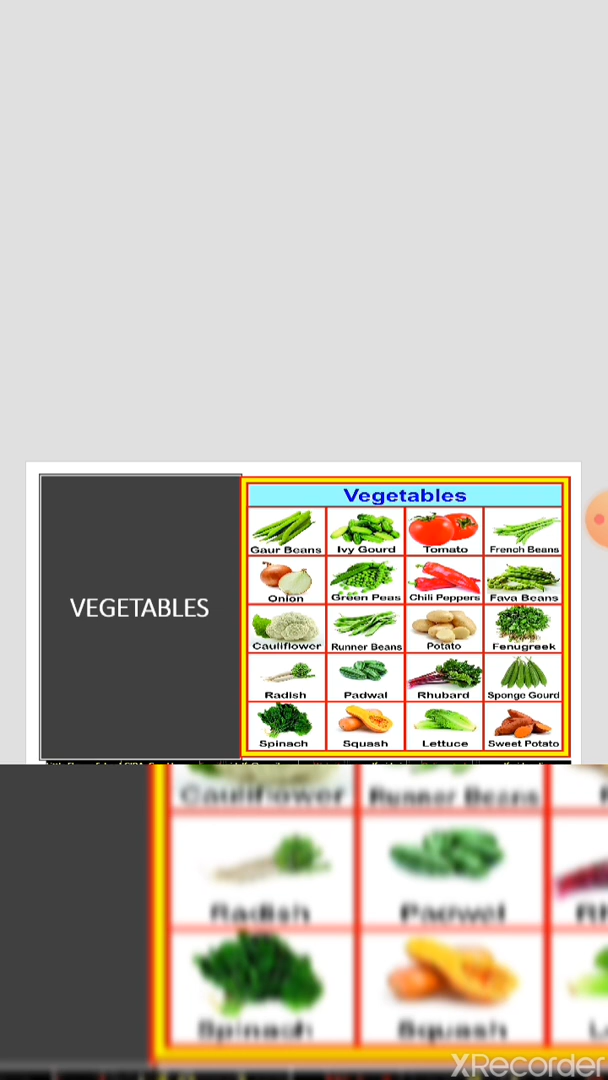 VEGETABLES
Vegetables
Gaur Beans Ivy Gourd Tomato French Beans
Onion Green Peas Chili Peppers Fava Beans
Cauliflower Runner Beans Potato Fenugreek
Radish Padwal Rhubard Sponge Gourd
Spinach Squash Lettuce Sweet Potato
Cauliflower Runner Beans
Radish Padwal
Spinach Squash
XRecorder